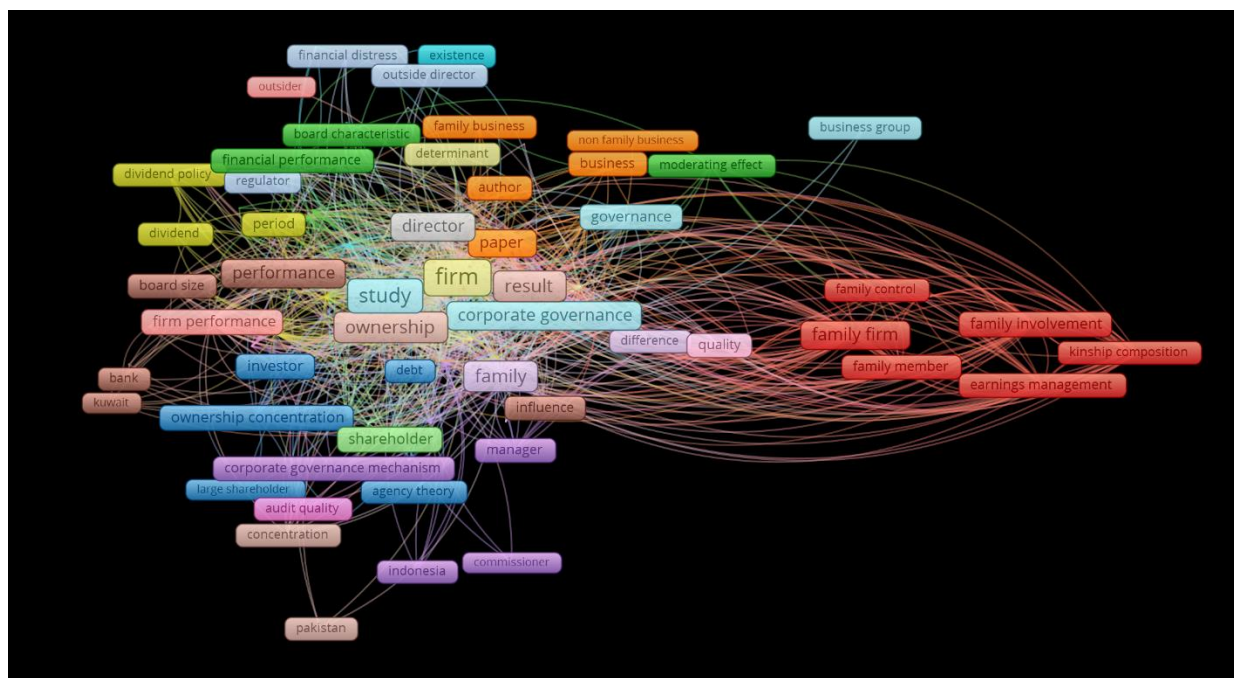 financial distress
existence
outside director
outsider
business group
family business
board characteristic
non family business
determinant
financial performance
business
moderating effect
dividend policy
regulator
author
governance
period
director
dividend
paper
performance
firm
board size
result
family control
study
corporate governance
firm performance
ownership
family involvement
family firm
difference
quality
kinship composition
investor
debt
family member
bank
family
earnings management
kuwait
influence
ownership concentration
shareholder
manager
corporate governance mechanism
large shareholder
agency theory
audit quality
concentration
commissioner
indonesia
pakistan